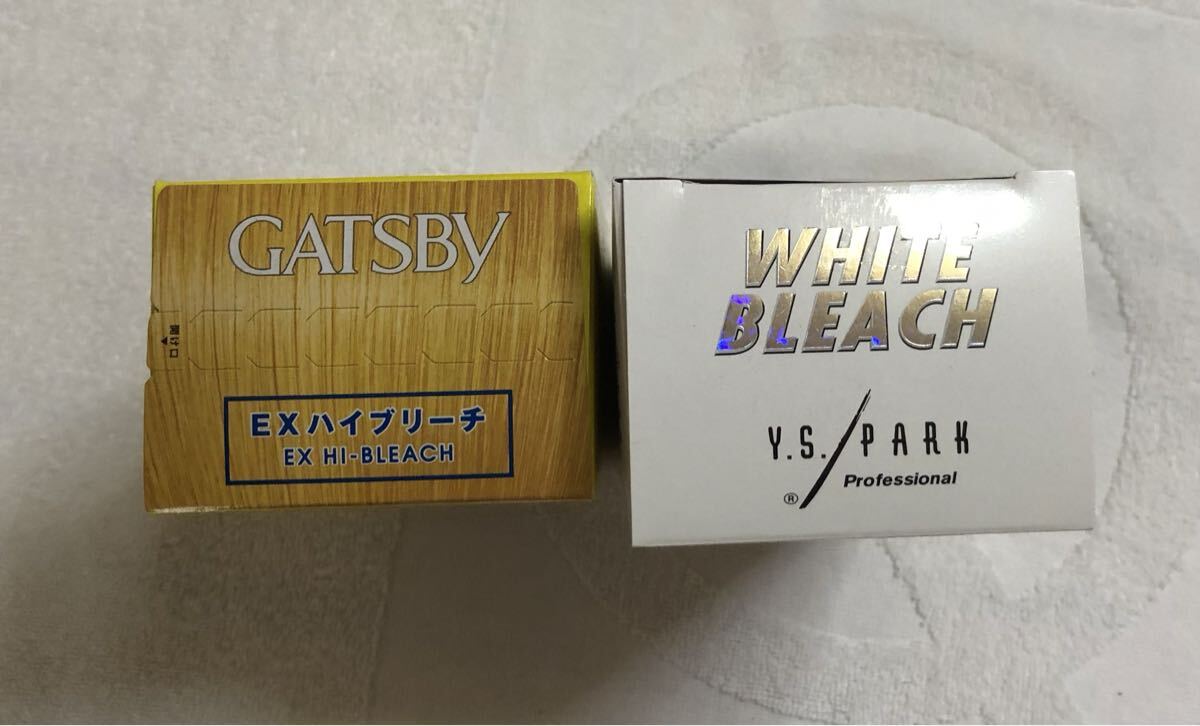 GATSBY
開け口
EXハイブリーチ
EX HI-BLEACH
WHITE
BLEACH
Y.S./PARK
Professional
®